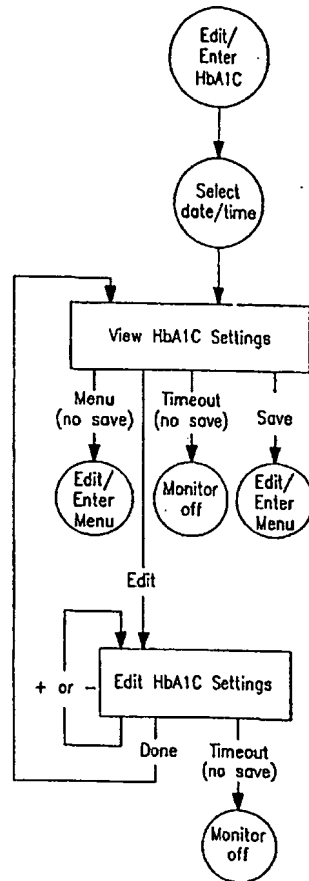 Edit/
Enter
HbA1C
Select
date/time
View HbA1C Settings
Menu
(no save)
Timeout
(no save)
Save
Edit/
Enter
Menu
Monitor
off
Edit/
Enter
Menu
Edit
+ or -
Edit HbA1C Settings
Done
Timeout
(no save)
Monitor
off